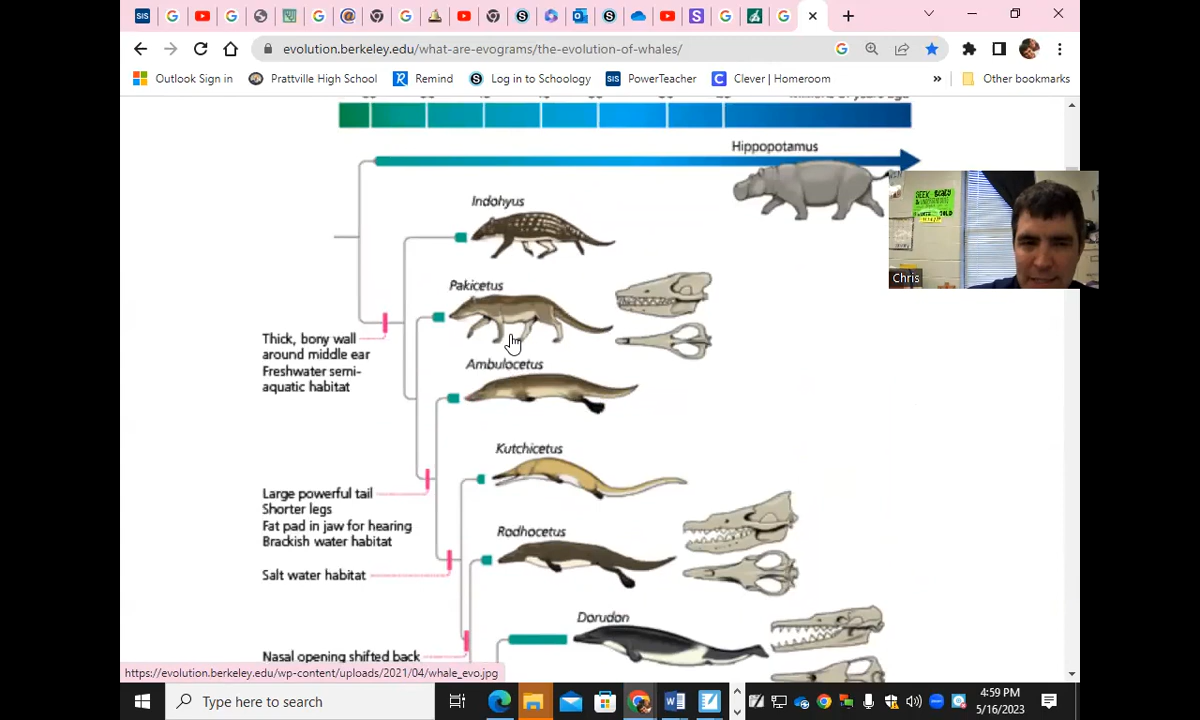 evolution.berkeley.edu/what-are-evograms/the-evolution-of-whales/
Outlook Sign in
Prattville High School
Remind
Log in to Schoology
PowerTeacher
Clever | Homeroom
»
Other bookmarks
Hippopotamus
SEEK
Chris
Indohyus
Pakicetus
Thick, bony wall
around middle ear
Freshwater semi-
aquatic habitat
Ambulocetus
Kutchicetus
Large powerful tail
Shorter legs
Fat pad in jaw for hearing
Brackish water habitat
Rodhocetus
Salt water habitat
Dorudon
Nasal opening shifted back
https://evolution.berkeley.edu/wp-content/uploads/2021/04/whale_evo.jpg
Type here to search
4:59 PM
5/16/2023